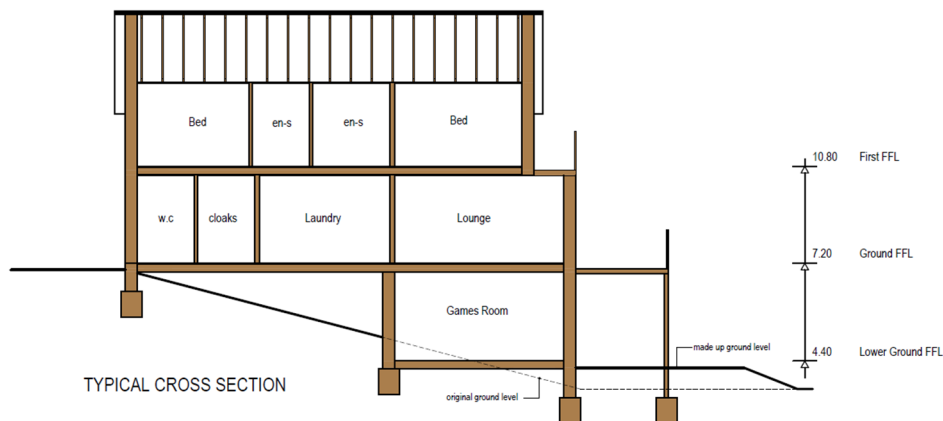 Bed
en-s
en-s
Bed
10.80 First FFL
w.c
cloaks
Laundry
Lounge
7.20 Ground FFL
Games Room
made up ground level
4.40 Lower Ground FFL
TYPICAL CROSS SECTION
original ground level